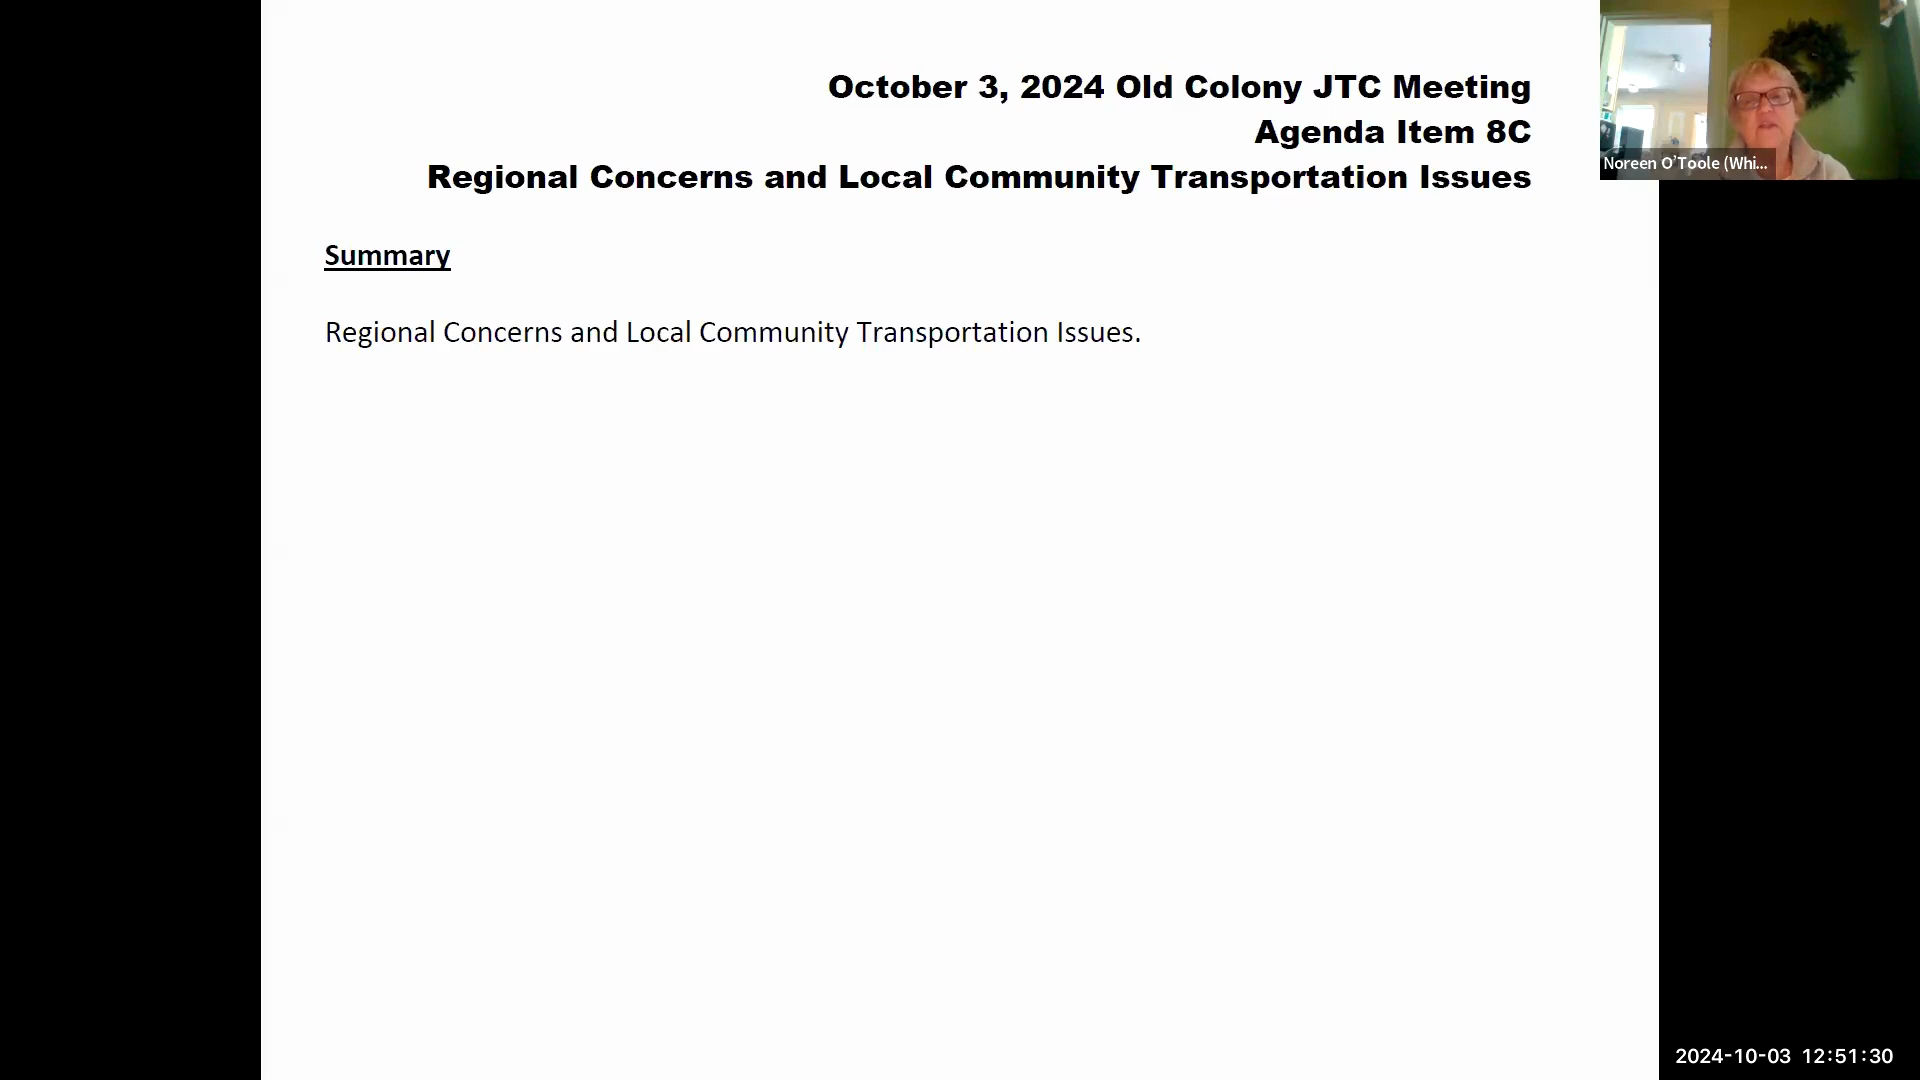 October 3, 2024 Old Colony JTC Meeting
Agenda Item 8C
Regional Concerns and Local Community Transportation Issues
Noreen O'Toole (Whi...
Summary
Regional Concerns and Local Community Transportation Issues.
2024-10-03 12:51:30